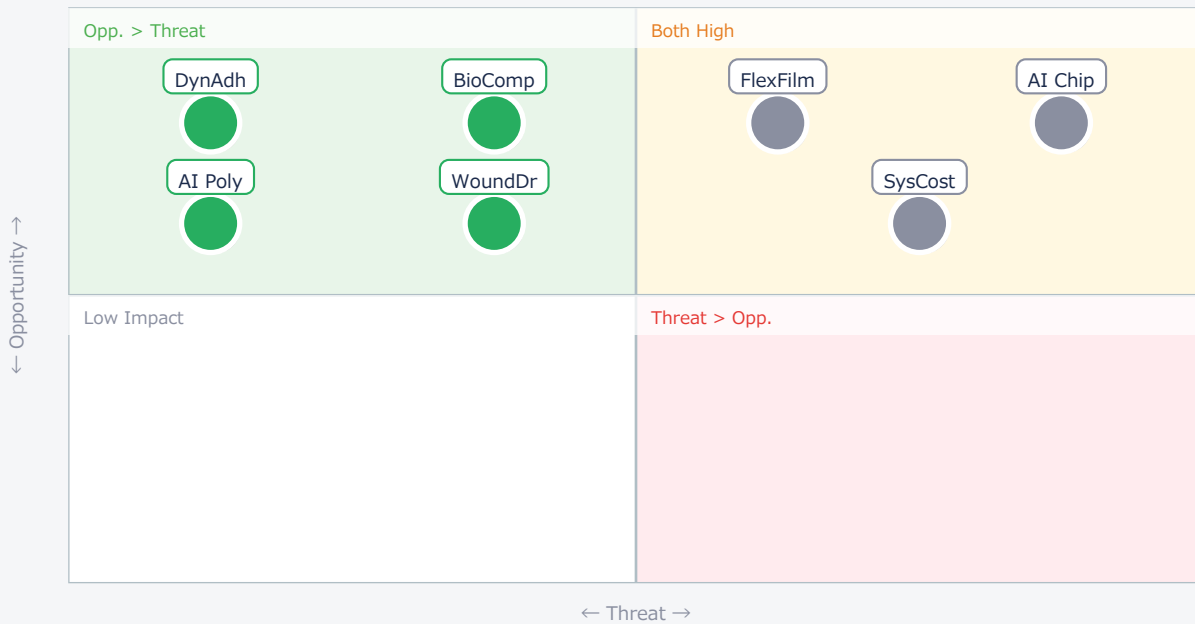 Opp. > Threat
Both High
DynAdh
BioComp
FlexFilm
AI Chip
AI Poly
WoundDr
SysCost
← Opportunity →
Low Impact
Threat > Opp.
← Threat →